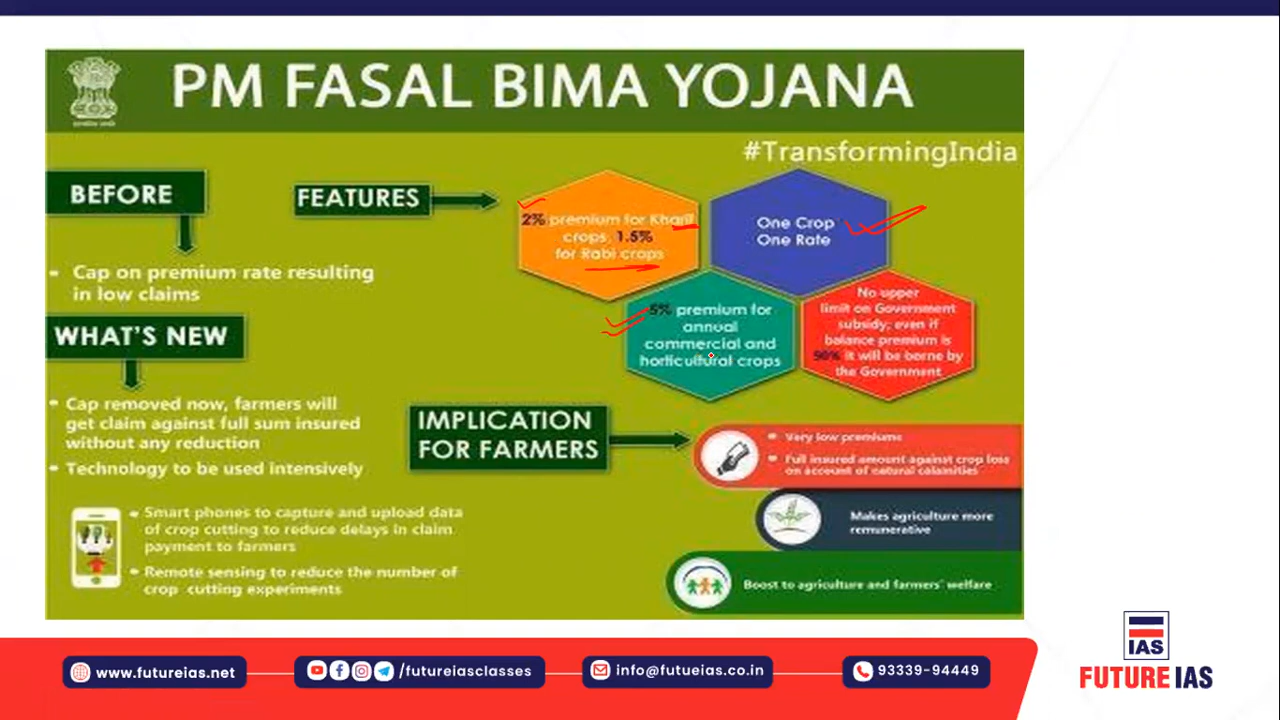 PM FASAL BIMA YOJANA
#TransformingIndia
BEFORE
Cap on premium rate resulting
in low claims
WHAT'S NEW
Cap removed now, farmers will
get claim against full sum insured
without any reduction
Technology to be used intensively
Smart phones to capture and upload data
of crop cutting to reduce delays in claim
payment to farmers
Remote sensing to reduce the number of
crop cutting experiments
FEATURES
2% premium for Kharif
crops, 1.5%
for Rabi crops
One Crop
One Rate
5% premium for
annual
commercial and
horticultural crops
No upper
limit on Government
subsidy, even if
balance premium is
90% it will be borne by
the Government
IMPLICATION
FOR FARMERS
Very low premiums
Full insured amount against crop loss
on account of natural calamities
Makes agriculture more
remunerative
Boost to agriculture and farmers' welfare
www.futureias.net
/futureiasclasses
info@futueias.co.in
93339-94449
IAS
FUTURE IAS